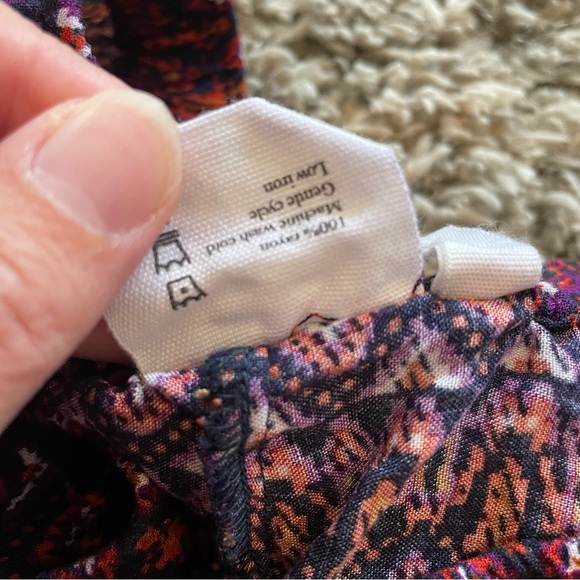 100% rayon
Machine wash cold
Gentle cycle
Low iron